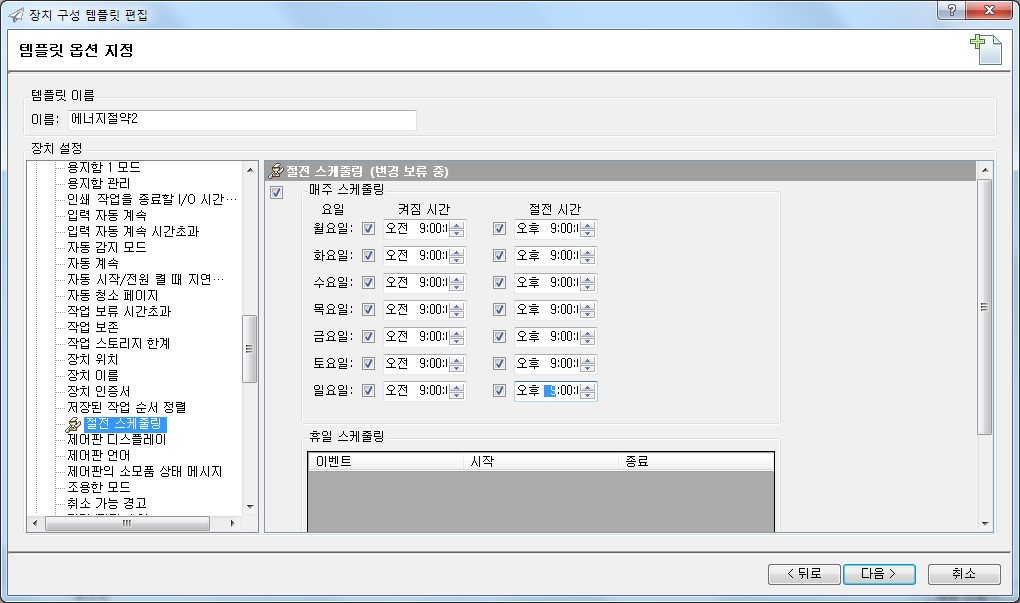 장치 구성 템플릿 편집
템플릿 옵션 지정
템플릿 이름
이름: 에너지절약2
장치 설정
용지함 1 모드
용지함 관리
인쇄 작업을 종료할 I/O 시간…
입력 자동 계속
입력 자동 계속 시간초과
자동 감지 모드
자동 계속
자동 시작/전원 켤 때 지연…
자동 청소 페이지
작업 보류 시간초과
작업 보존
작업 스토리지 한계
장치 위치
장치 이름
장치 인증서
저장된 작업 순서 정렬
절전 스케줄링
제어판 디스플레이
제어판 언어
제어판의 소모품 상태 메시지
조용한 모드
취소 가능 경고
절전 스케줄링 (변경 보류 중)
매주 스케줄링
요일 켜짐 시간 절전 시간
월요일: 오전 9:00: 오후 9:00:
화요일: 오전 9:00: 오후 9:00:
수요일: 오전 9:00: 오후 9:00:
목요일: 오전 9:00: 오후 9:00:
금요일: 오전 9:00: 오후 9:00:
토요일: 오전 9:00: 오후 9:00:
일요일: 오전 9:00: 오후 9:00:
휴일 스케줄링
이벤트 시작 종료
< 뒤로 다음 > 취소